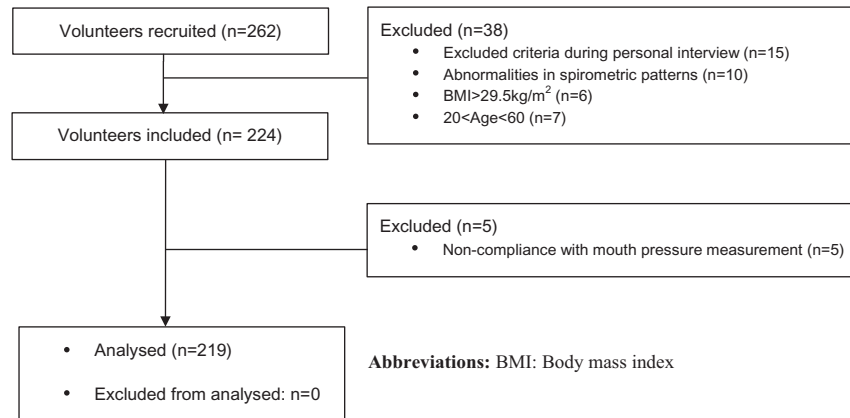 Volunteers recruited (n=262)
Excluded (n=38)
• Excluded criteria during personal interview (n=15)
• Abnormalities in spirometric patterns (n=10)
• BMI>29.5kg/m² (n=6)
• 20<Age<60 (n=7)
Volunteers included (n= 224)
Excluded (n=5)
• Non-compliance with mouth pressure measurement (n=5)
• Analysed (n=219)
• Excluded from analysed: n=0
Abbreviations: BMI: Body mass index